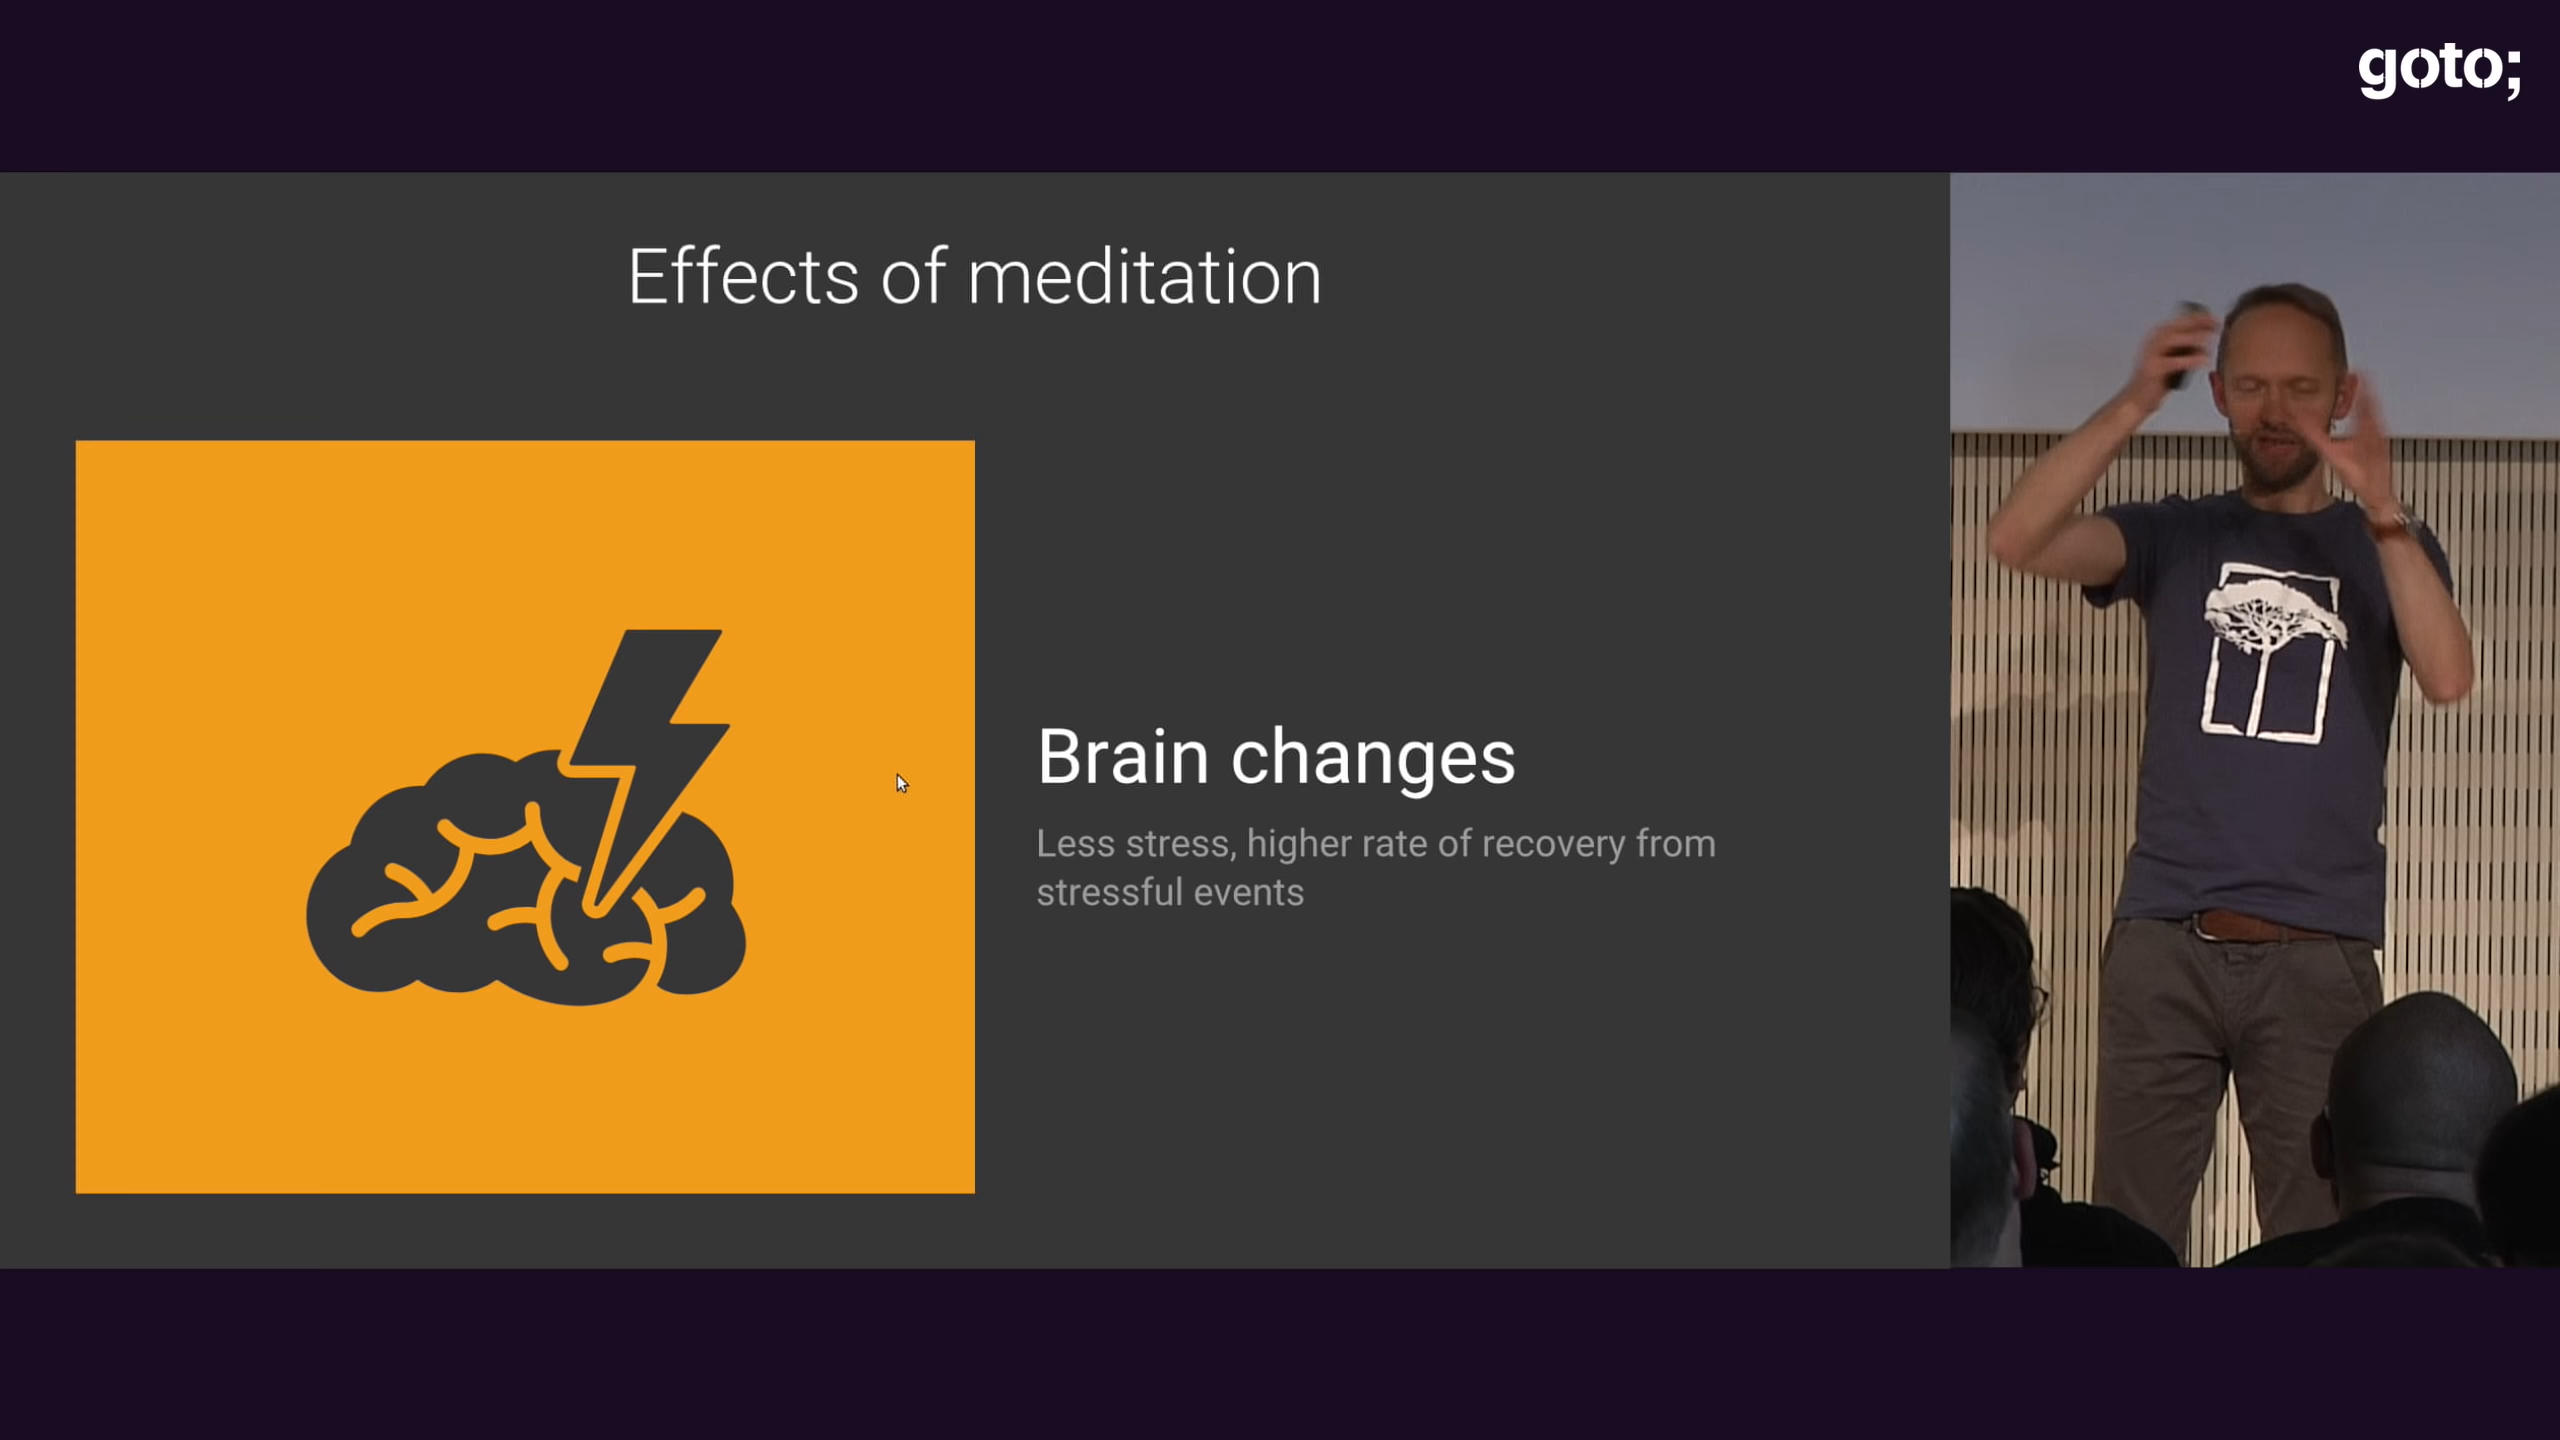 goto;
Effects of meditation
Brain changes
Less stress, higher rate of recovery from
stressful events